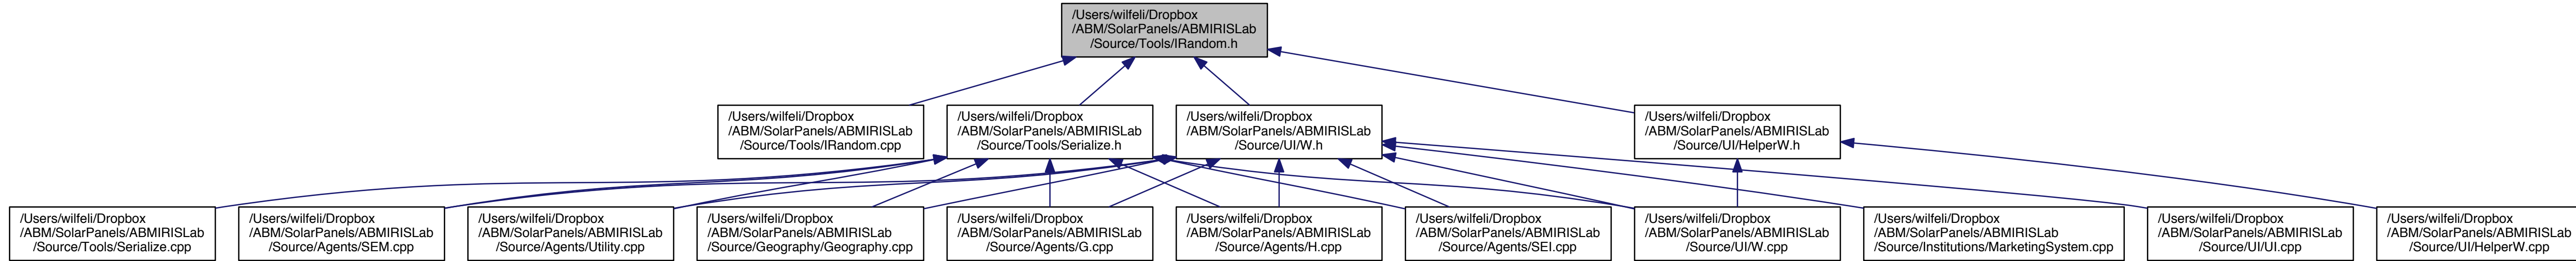 /Users/wilfeli/Dropbox
/ABM/SolarPanels/ABMIRISLab
/Source/Tools/IRandom.h
/Users/wilfeli/Dropbox
/ABM/SolarPanels/ABMIRISLab
/Source/Tools/IRandom.cpp
/Users/wilfeli/Dropbox
/ABM/SolarPanels/ABMIRISLab
/Source/Tools/Serialize.h
/Users/wilfeli/Dropbox
/ABM/SolarPanels/ABMIRISLab
/Source/UI/W.h
/Users/wilfeli/Dropbox
/ABM/SolarPanels/ABMIRISLab
/Source/UI/HelperW.h
/Users/wilfeli/Dropbox
/ABM/SolarPanels/ABMIRISLab
/Source/Tools/Serialize.cpp
/Users/wilfeli/Dropbox
/ABM/SolarPanels/ABMIRISLab
/Source/Agents/SEM.cpp
/Users/wilfeli/Dropbox
/ABM/SolarPanels/ABMIRISLab
/Source/Agents/Utility.cpp
/Users/wilfeli/Dropbox
/ABM/SolarPanels/ABMIRISLab
/Source/Geography/Geography.cpp
/Users/wilfeli/Dropbox
/ABM/SolarPanels/ABMIRISLab
/Source/Agents/G.cpp
/Users/wilfeli/Dropbox
/ABM/SolarPanels/ABMIRISLab
/Source/Agents/H.cpp
/Users/wilfeli/Dropbox
/ABM/SolarPanels/ABMIRISLab
/Source/Agents/SEI.cpp
/Users/wilfeli/Dropbox
/ABM/SolarPanels/ABMIRISLab
/Source/UI/W.cpp
/Users/wilfeli/Dropbox
/ABM/SolarPanels/ABMIRISLab
/Source/Institutions/MarketingSystem.cpp
/Users/wilfeli/Dropbox
/ABM/SolarPanels/ABMIRISLab
/Source/UI/UI.cpp
/Users/wilfeli/Dropbox
/ABM/SolarPanels/ABMIRISLab
/Source/UI/HelperW.cpp